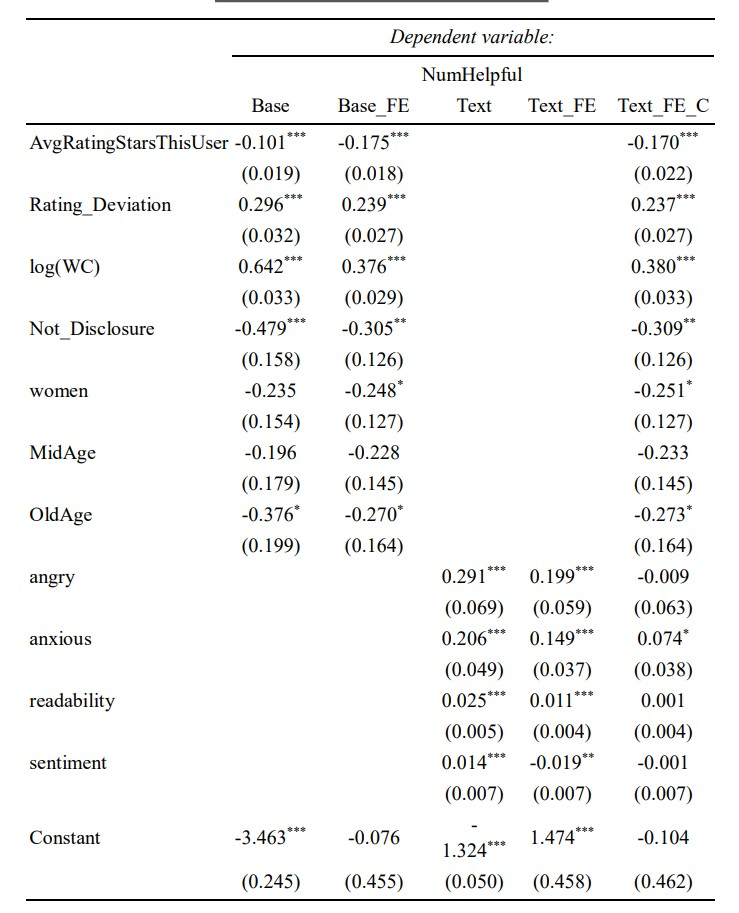 Dependent variable:
NumHelpful
Base Base_FE Text Text_FE Text_FE_C
AvgRatingStarsThisUser -0.101*** -0.175*** -0.170***
(0.019) (0.018) (0.022)
Rating_Deviation 0.296*** 0.239*** 0.237***
(0.032) (0.027) (0.027)
log(WC) 0.642*** 0.376*** 0.380***
(0.033) (0.029) (0.033)
Not_Disclosure -0.479*** -0.305** -0.309**
(0.158) (0.126) (0.126)
women -0.235 -0.248* -0.251*
(0.154) (0.127) (0.127)
MidAge -0.196 -0.228 -0.233
(0.179) (0.145) (0.145)
OldAge -0.376* -0.270* -0.273*
(0.199) (0.164) (0.164)
angry 0.291*** 0.199*** -0.009
(0.069) (0.059) (0.063)
anxious 0.206*** 0.149*** 0.074*
(0.049) (0.037) (0.038)
readability 0.025*** 0.011*** 0.001
(0.005) (0.004) (0.004)
sentiment 0.014*** -0.019** -0.001
(0.007) (0.007) (0.007)
Constant -3.463*** -0.076 -1.324*** 1.474*** -0.104
(0.245) (0.455) (0.050) (0.458) (0.462)